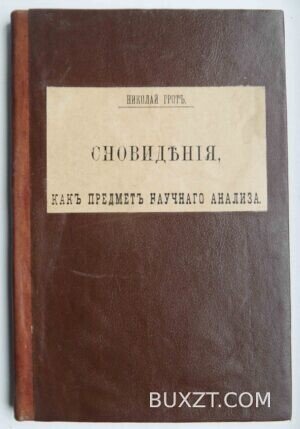 НИКОЛАЙ ГРОТЪ.
СНОВИДѢНІЯ,
КАКЪ ПРЕДМЕТЪ НАУЧНАГО АНАЛИЗА.
BUXZT.COM